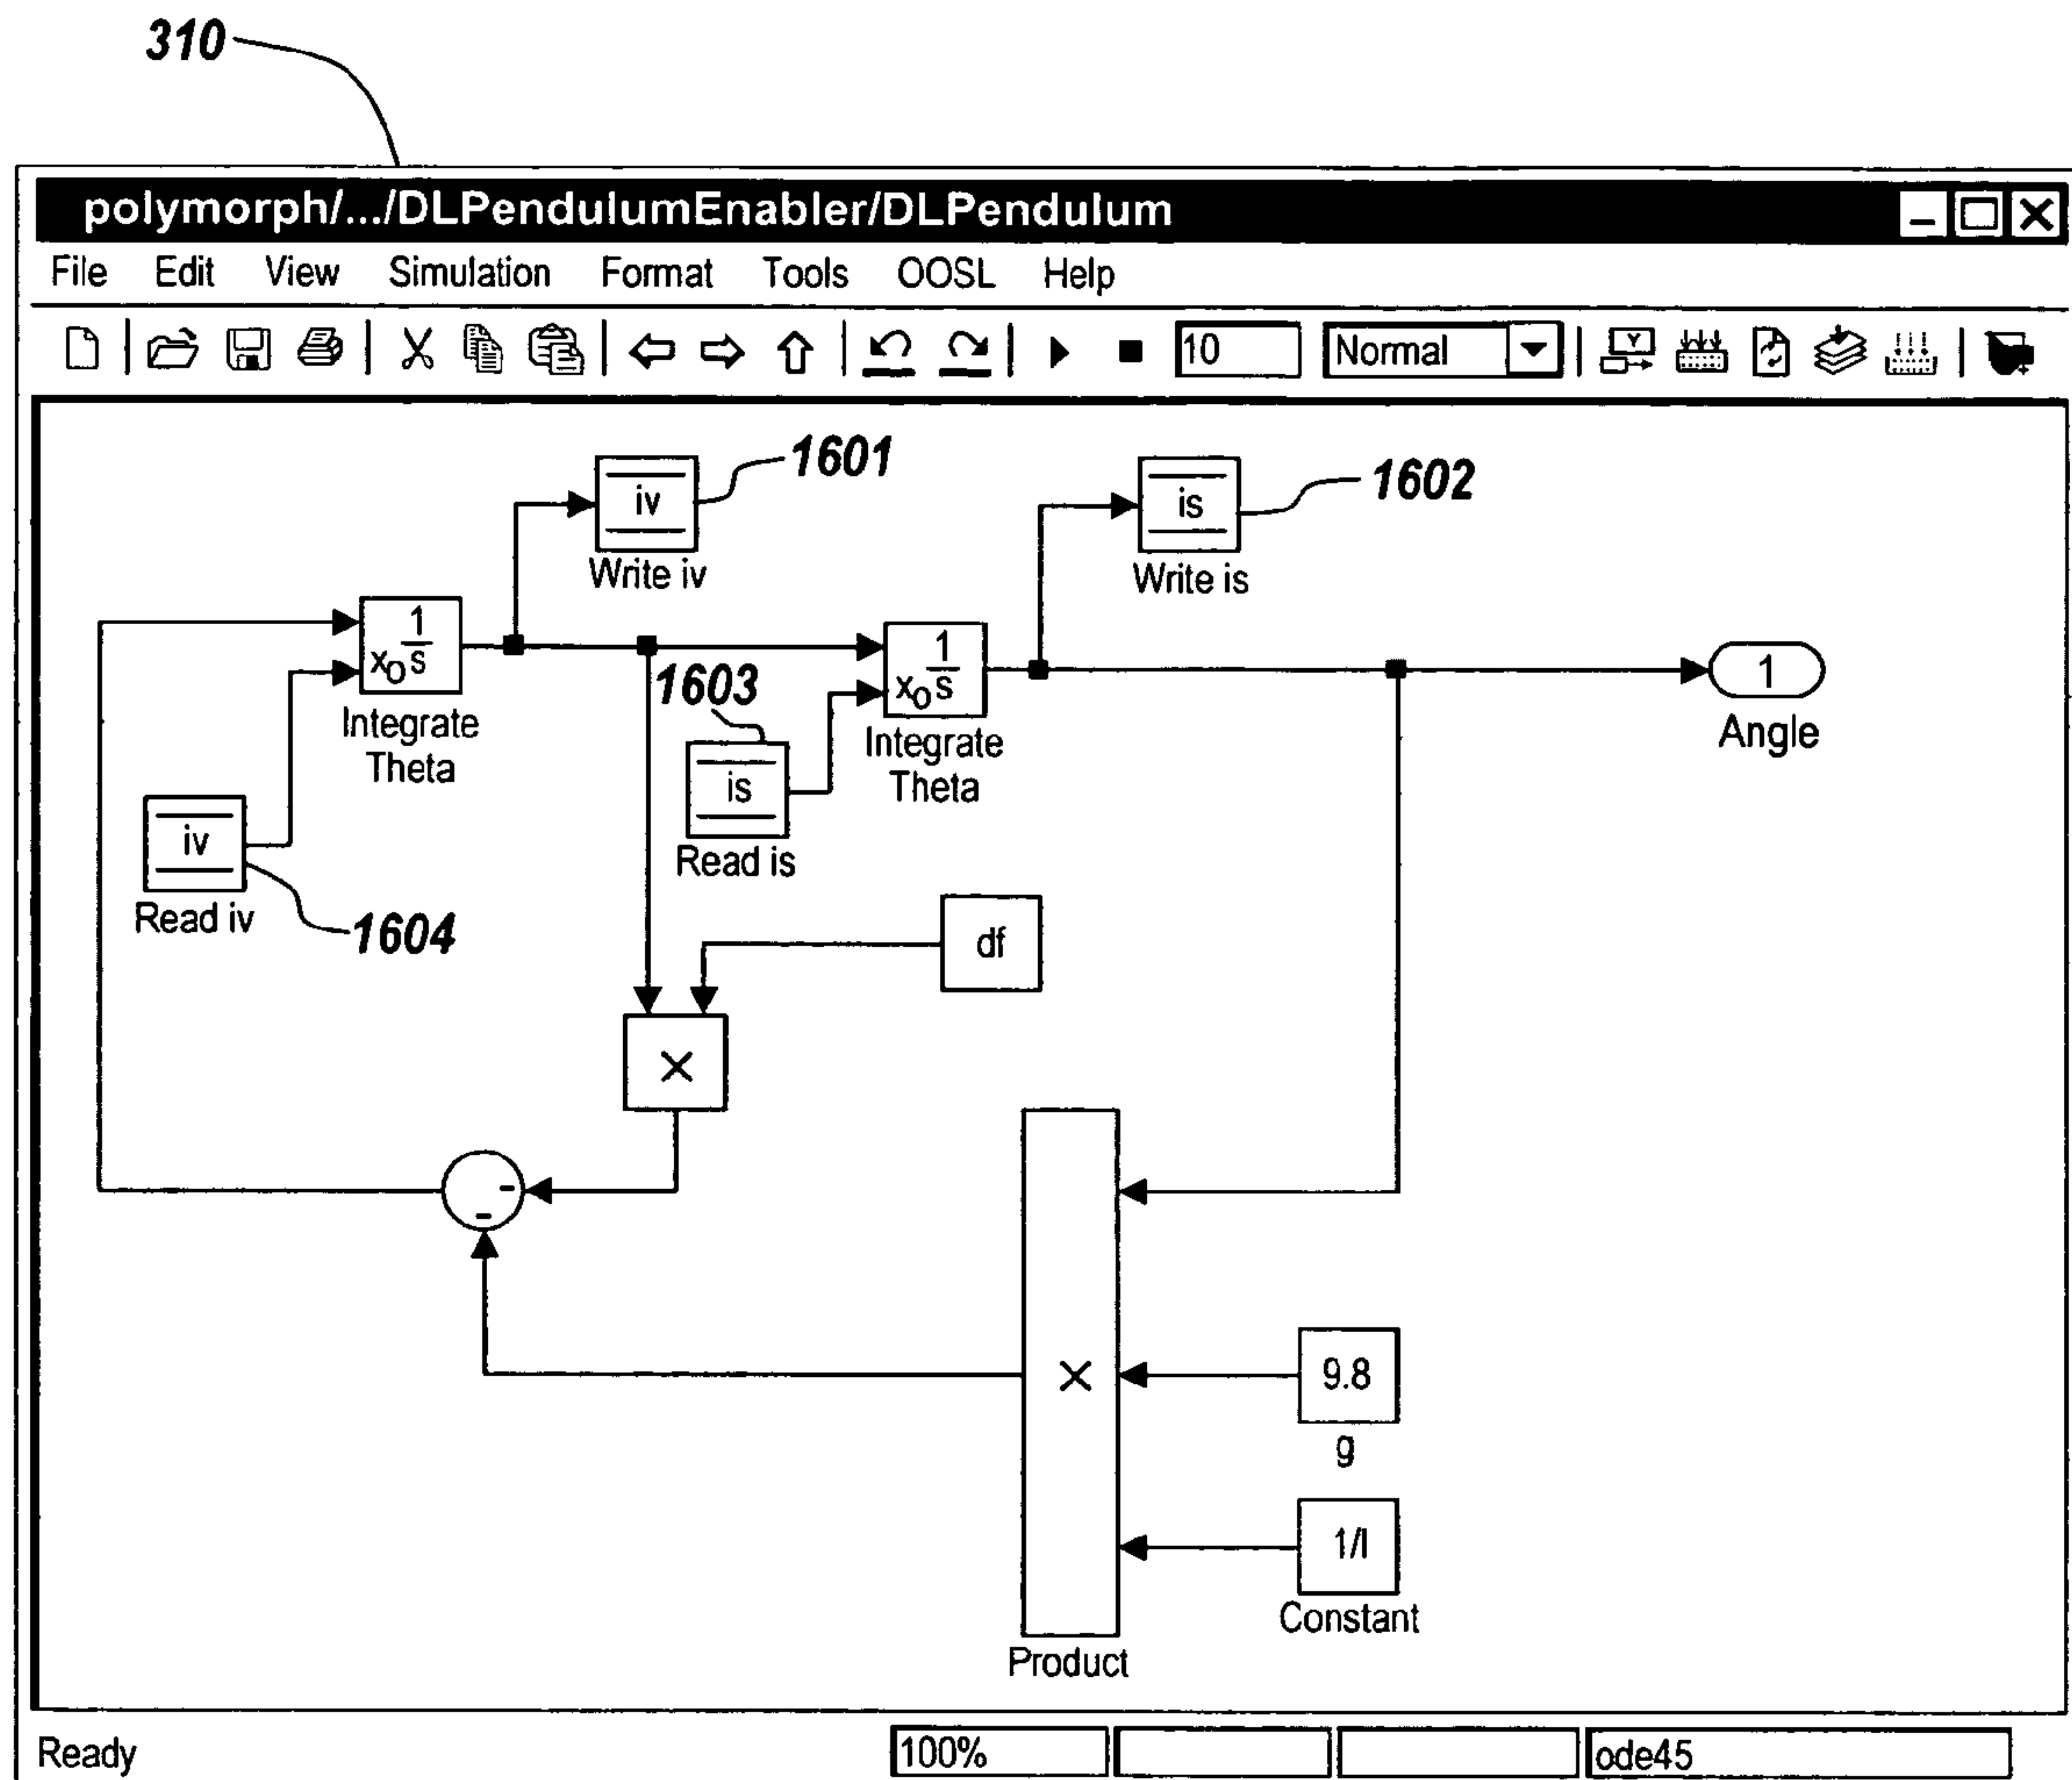 310
polymorph/.../DLPendulumEnabler/DLPendulum
File Edit View Simulation Format Tools OOSL Help
10 Normal
Y
iv
1601
Write iv
is
1602
Write is
1
x₀ s
Integrate
Theta
1603
1
x₀ s
Integrate
Theta
1
Angle
is
Read is
iv
Read iv
1604
df
×
-
-
×
9.8
g
1/l
Constant
Product
Ready 100% ode45